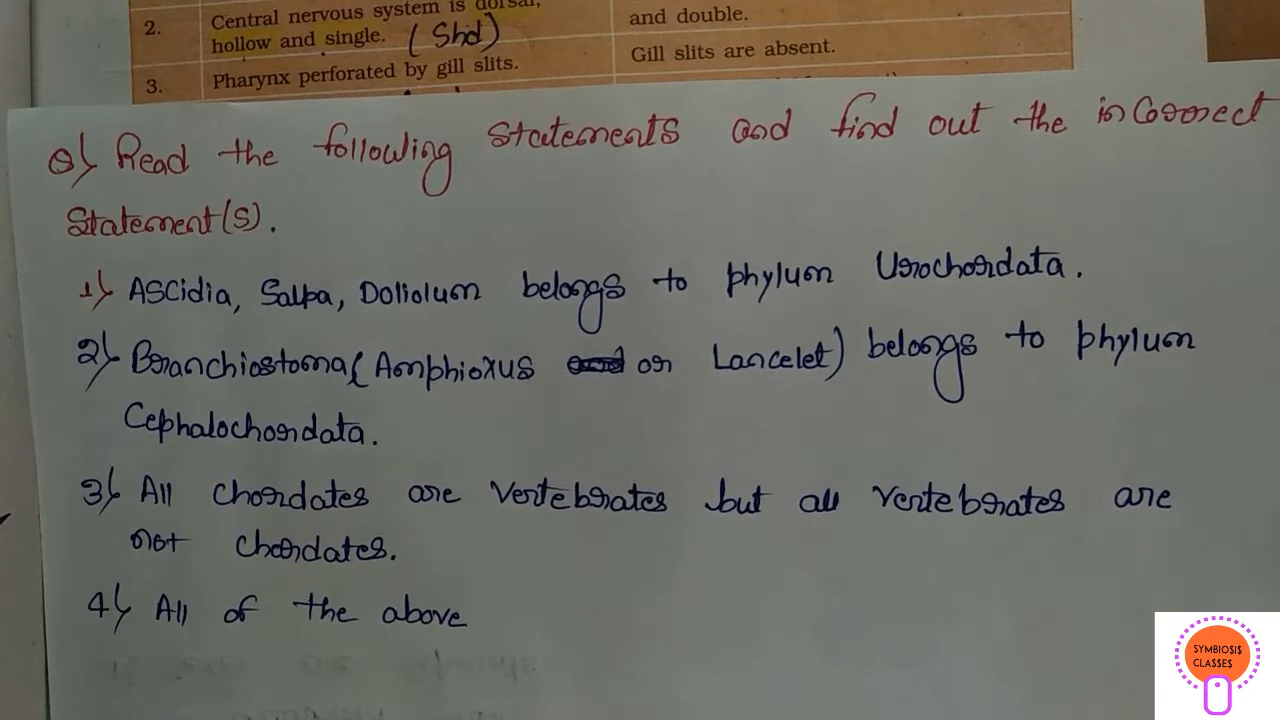 2. Central nervous system is dorsal, and double.
hollow and single. (Shd)
3. Pharynx perforated by gill slits. Gill slits are absent.
Q) Read the following statements and find out the incorrect
Statement(s).
1) Ascidia, Salpa, Doliolum belongs to phylum Urochordata.
2) Branchiostoma (Amphioxus or Lancelet) belongs to phylum
Cephalochordata.
3) All chordates are vertebrates but all vertebrates are
not chordates.
4) All of the above
SYMBIOSIS
CLASSES